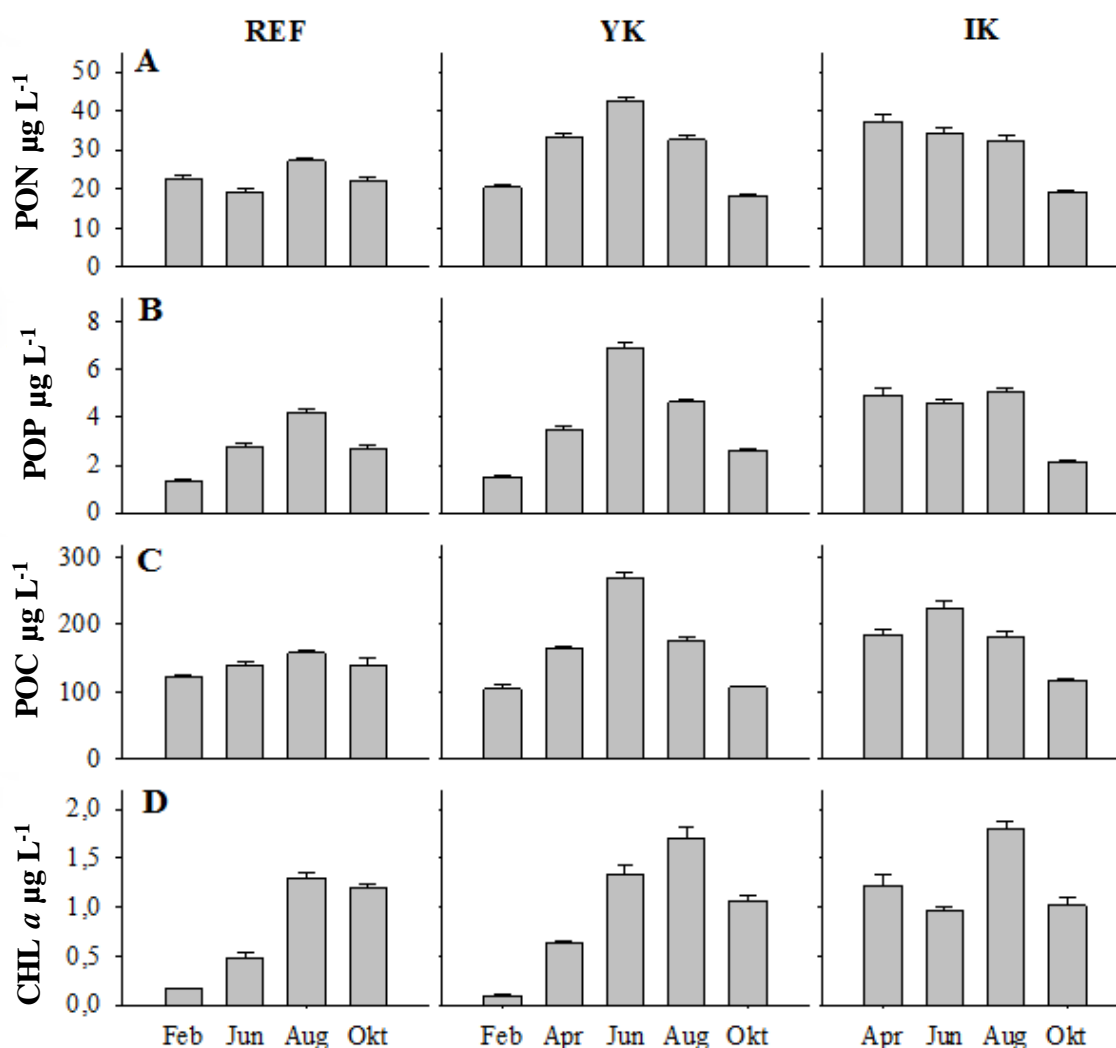 REF YK IK
A
PON µg L-1
50
40
30
20
10
0
B
POP µg L-1
8
6
4
2
0
C
POC µg L-1
300
200
100
0
D
CHL a µg L-1
2,0
1,5
1,0
0,5
0,0
Feb Jun Aug Okt Feb Apr Jun Aug Okt Apr Jun Aug Okt